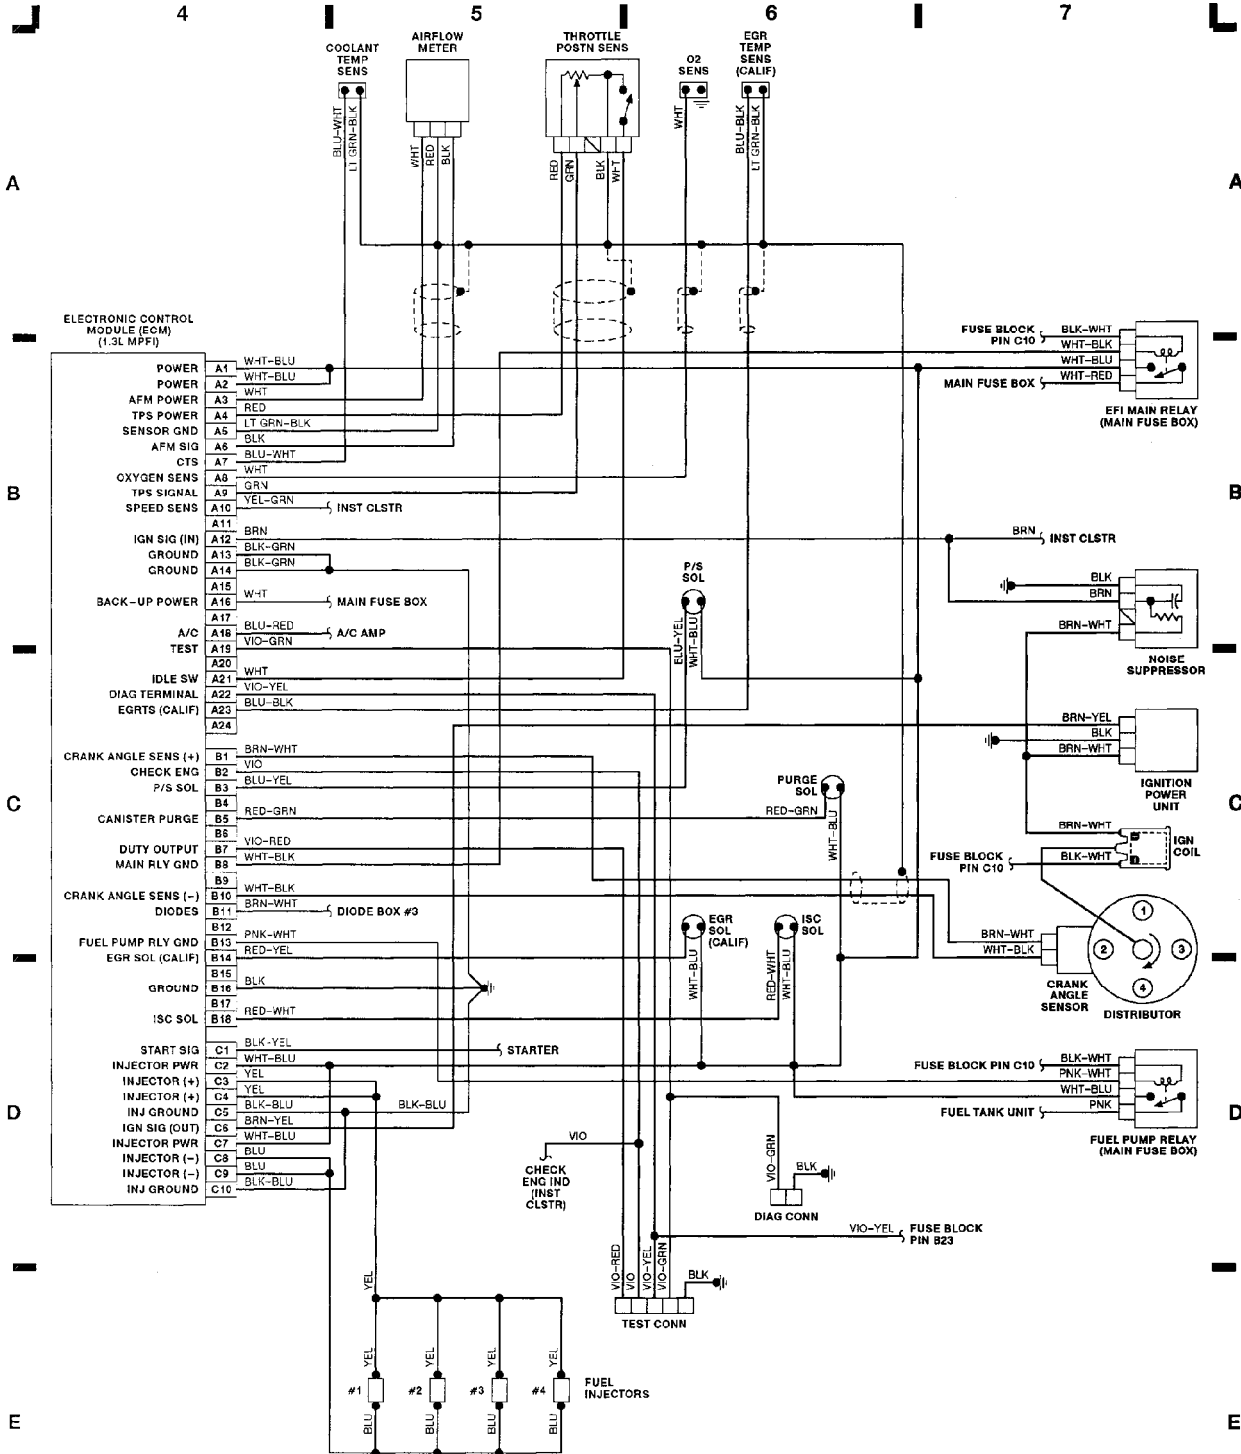 4 5 6 7
COOLANT
TEMP
SENS
AIRFLOW
METER
THROTTLE
POSTN SENS
O2
SENS
EGR
TEMP
SENS
(CALIF)
BLU-WHT
LT GRN-BLK
WHT
RED
BLK
RED
GRN
BLK
WHT
WHT
BLU-BLK
LT GRN-BLK
A A
ELECTRONIC CONTROL
MODULE (ECM)
(1.3L MPFI)
POWER A1 WHT-BLU
POWER A2 WHT-BLU
AFM POWER A3 WHT
TPS POWER A4 RED
SENSOR GND A5 LT GRN-BLK
AFM SIG A6 BLK
CTS A7 BLU-WHT
OXYGEN SENS A8 WHT
TPS SIGNAL A9 GRN
SPEED SENS A10 YEL-GRN INST CLSTR
A11
IGN SIG (IN) A12 BRN
GROUND A13 BLK-GRN
GROUND A14 BLK-GRN
A15
BACK-UP POWER A16 WHT MAIN FUSE BOX
A17
A/C A18 BLU-RED A/C AMP
TEST A19 VIO-GRN
A20
IDLE SW A21 WHT
DIAG TERMINAL A22 VIO-YEL
EGRTS (CALIF) A23 BLU-BLK
A24
CRANK ANGLE SENS (+) B1 BRN-WHT
CHECK ENG B2 VIO
P/S SOL B3 BLU-YEL
B4
CANISTER PURGE B5 RED-GRN
B6
DUTY OUTPUT B7 VIO-RED
MAIN RLY GND B8 WHT-BLK
B9
CRANK ANGLE SENS (-) B10 WHT-BLK
DIODES B11 BRN-WHT DIODE BOX #3
B12
FUEL PUMP RLY GND B13 PNK-WHT
EGR SOL (CALIF) B14 RED-YEL
B15
GROUND B16 BLK
B17
ISC SOL B18 RED-WHT
START SIG C1 BLK-YEL STARTER
INJECTOR PWR C2 WHT-BLU
INJECTOR (+) C3 YEL
INJECTOR (+) C4 YEL
INJ GROUND C5 BLK-BLU BLK-BLU
IGN SIG (OUT) C6 BRN-YEL
INJECTOR PWR C7 WHT-BLU
INJECTOR (-) C8 BLU
INJECTOR (-) C9 BLU
INJ GROUND C10 BLK-BLU
B B
C C
D D
FUSE BLOCK
PIN C10
BLK-WHT
WHT-BLK
WHT-BLU
MAIN FUSE BOX WHT-RED
EFI MAIN RELAY
(MAIN FUSE BOX)
BRN INST CLSTR
BLK
BRN
BRN-WHT
NOISE
SUPPRESSOR
P/S
SOL
BLU-YEL
WHT-BLU
BRN-YEL
BLK
BRN-WHT
IGNITION
POWER
UNIT
PURGE
SOL
RED-GRN
WHT-BLU
BRN-WHT
IGN
COIL
FUSE BLOCK
PIN C10
BLK-WHT
EGR
SOL
(CALIF)
WHT-BLU
ISC
SOL
RED-WHT
WHT-BLU
BRN-WHT
WHT-BLK
CRANK
ANGLE
SENSOR
1
2 3
4
DISTRIBUTOR
FUSE BLOCK PIN C10 BLK-WHT
PNK-WHT
WHT-BLU
FUEL TANK UNIT PNK
FUEL PUMP RELAY
(MAIN FUSE BOX)
VIO
CHECK
ENG IND
(INST
CLSTR)
VIO-GRN
BLK
DIAG CONN
VIO-YEL FUSE BLOCK
PIN B23
VIO-RED
VIO
VIO-YEL
VIO-GRN
BLK
TEST CONN
YEL
YEL YEL YEL YEL
#1 #2 #3 #4
FUEL
INJECTORS
BLU BLU BLU BLU
E E